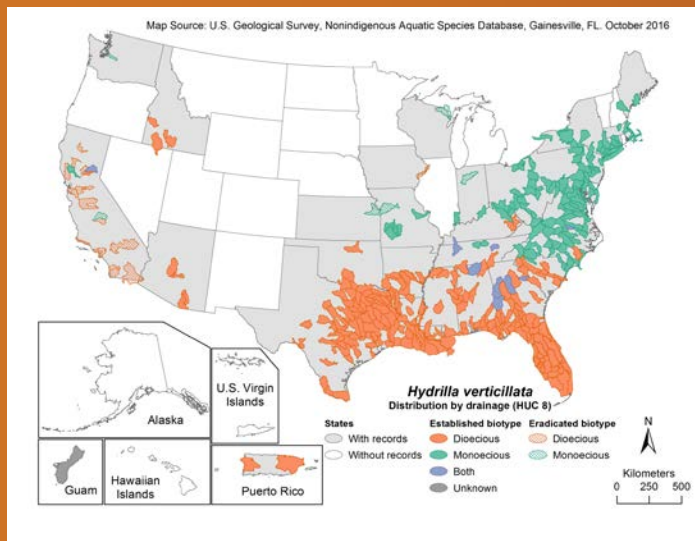 Map Source: U.S. Geological Survey, Nonindigenous Aquatic Species Database, Gainesville, FL. October 2016
Alaska
U.S. Virgin
Islands
Guam
Hawaiian
Islands
Puerto Rico
Hydrilla verticillata
Distribution by drainage (HUC 8)
States
With records
Without records
Established biotype
Dioecious
Monoecious
Both
Unknown
Eradicated biotype
Dioecious
Monoecious
N
Kilometers
0 250 500